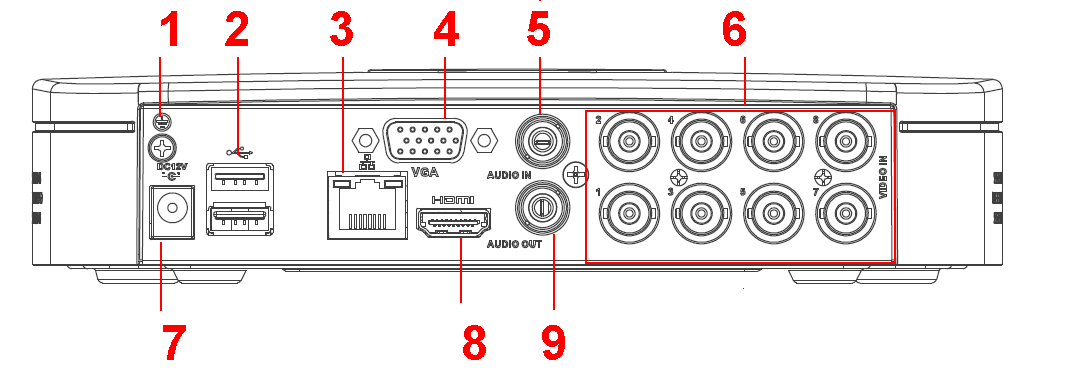 1 2 3 4 5 6
2 4 6 8
DC12V
VGA
AUDIO IN
VIDEO IN
HDMI
1 3 5 7
AUDIO OUT
7 8 9